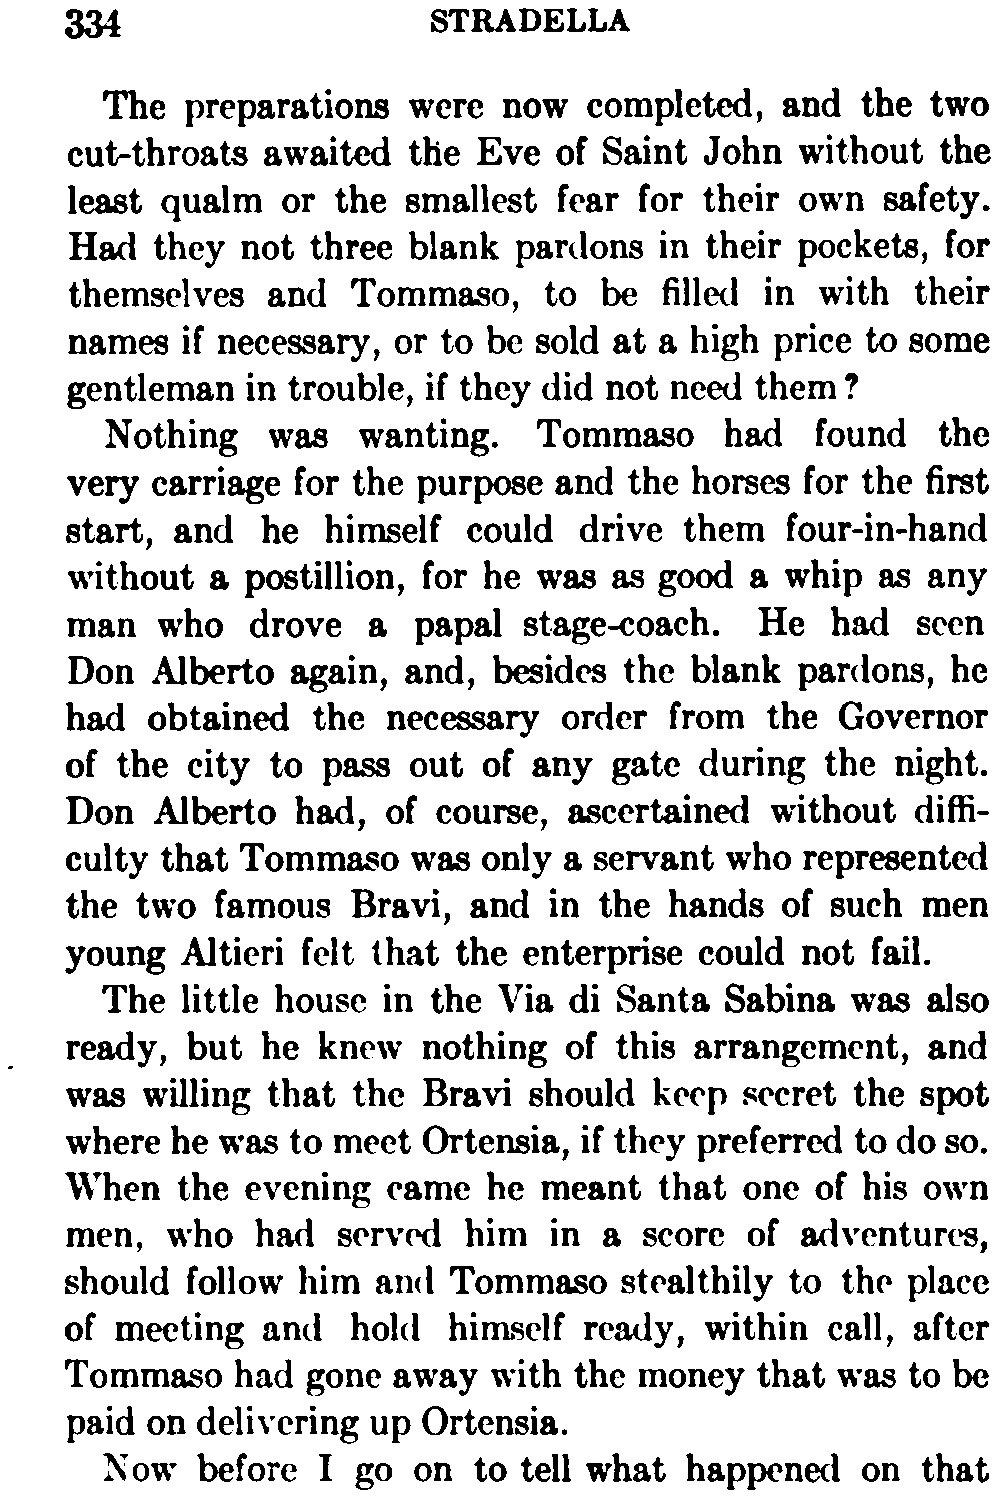 334 STRADELLA
The preparations were now completed, and the two
cut-throats awaited the Eve of Saint John without the
least qualm or the smallest fear for their own safety.
Had they not three blank pardons in their pockets, for
themselves and Tommaso, to be filled in with their
names if necessary, or to be sold at a high price to some
gentleman in trouble, if they did not need them?
Nothing was wanting. Tommaso had found the
very carriage for the purpose and the horses for the first
start, and he himself could drive them four-in-hand
without a postillion, for he was as good a whip as any
man who drove a papal stage-coach. He had seen
Don Alberto again, and, besides the blank pardons, he
had obtained the necessary order from the Governor
of the city to pass out of any gate during the night.
Don Alberto had, of course, ascertained without diffi-
culty that Tommaso was only a servant who represented
the two famous Bravi, and in the hands of such men
young Altieri felt that the enterprise could not fail.
The little house in the Via di Santa Sabina was also
ready, but he knew nothing of this arrangement, and
was willing that the Bravi should keep secret the spot
where he was to meet Ortensia, if they preferred to do so.
When the evening came he meant that one of his own
men, who had served him in a score of adventures,
should follow him and Tommaso stealthily to the place
of meeting and hold himself ready, within call, after
Tommaso had gone away with the money that was to be
paid on delivering up Ortensia.
Now before I go on to tell what happened on that